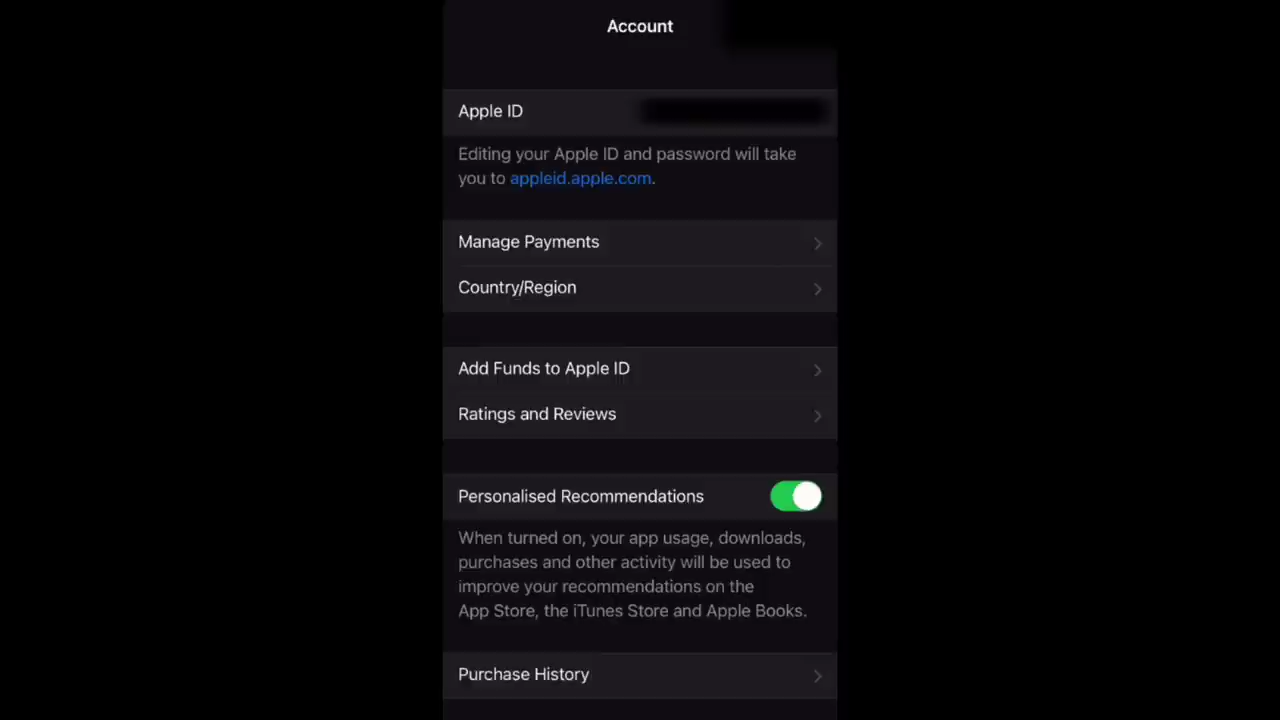 Account
Apple ID
Editing your Apple ID and password will take
you to appleid.apple.com.
Manage Payments
Country/Region
Add Funds to Apple ID
Ratings and Reviews
Personalised Recommendations
When turned on, your app usage, downloads,
purchases and other activity will be used to
improve your recommendations on the
App Store, the iTunes Store and Apple Books.
Purchase History